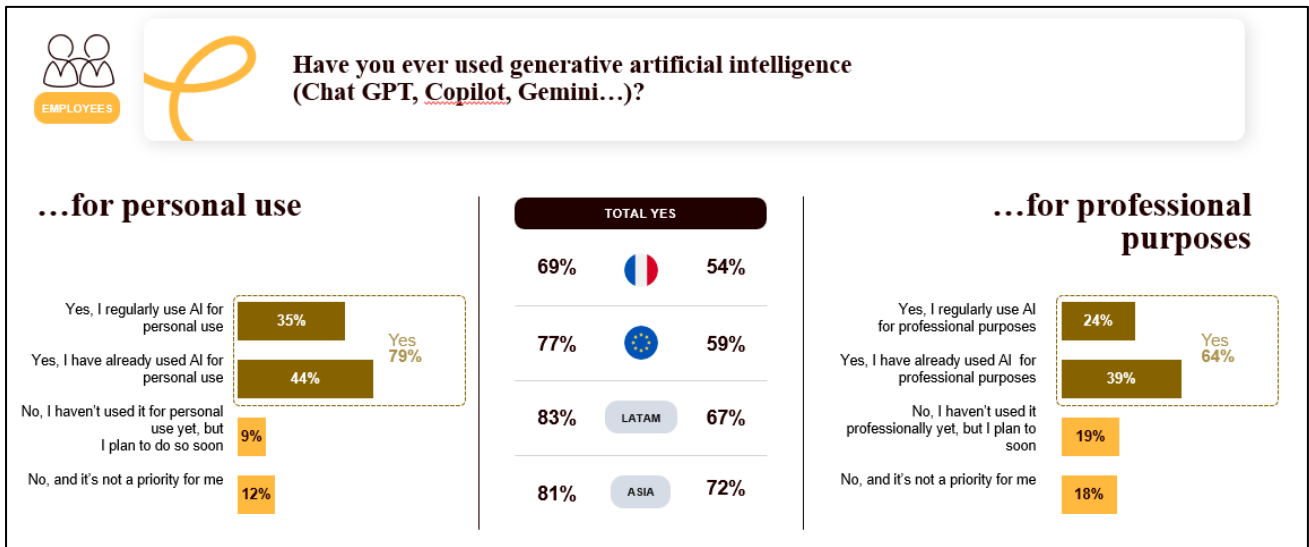 EMPLOYEES
Have you ever used generative artificial intelligence
(Chat GPT, Copilot, Gemini…)?
…for personal use
Yes, I regularly use AI for
personal use
35%
Yes, I have already used AI for
personal use
44%
Yes
79%
No, I haven't used it for personal
use yet, but
I plan to do so soon
9%
No, and it's not a priority for me
12%
TOTAL YES
69% 54%
77% 59%
83% LATAM 67%
81% ASIA 72%
…for professional
purposes
Yes, I regularly use AI
for professional purposes
24%
Yes, I have already used AI  for
professional purposes
39%
Yes
64%
No, I haven't used it
professionally yet, but I plan to
soon
19%
No, and it's not a priority for me
18%